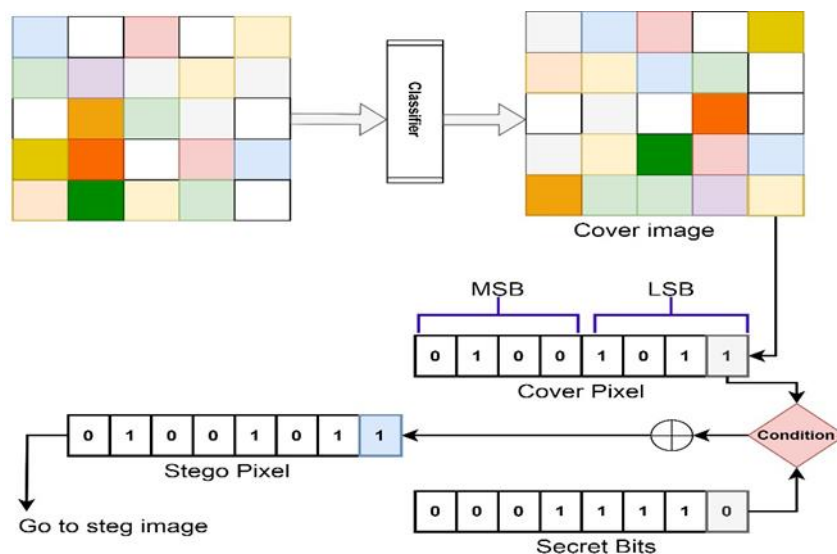 Classifier
Cover image
MSB LSB
0 1 0 0 1 0 1 1
Cover Pixel
Condition
0 1 0 0 1 0 1 1
Stego Pixel
Go to steg image
0 0 0 1 1 1 1 0
Secret Bits